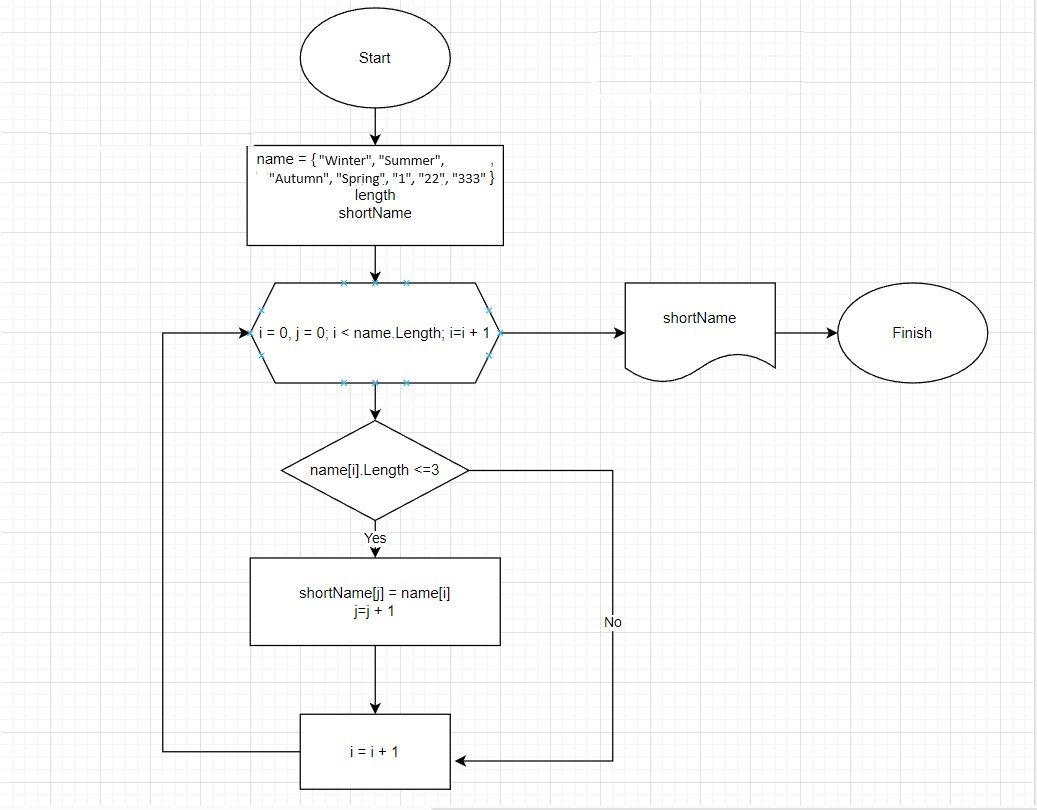 Start
name = { "Winter", "Summer", ,
"Autumn", "Spring", "1", "22", "333" }
length
shortName
i = 0, j = 0; i < name.Length; i=i + 1
shortName
Finish
name[i].Length <=3
Yes
shortName[j] = name[i]
j=j + 1
No
i = i + 1